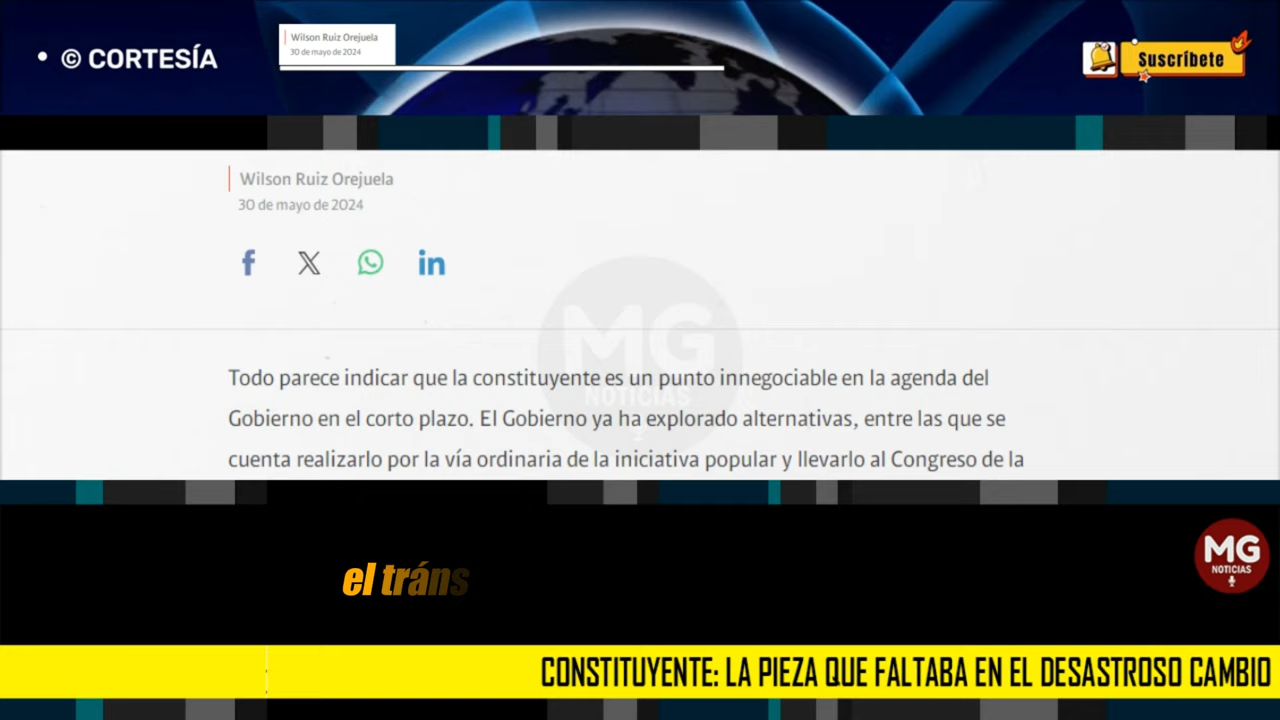 • © CORTESÍA
Wilson Ruiz Orejuela
30 de mayo de 2024
Suscríbete
Wilson Ruiz Orejuela
30 de mayo de 2024
f X in
MG
NOTICIAS
Todo parece indicar que la constituyente es un punto innegociable en la agenda del
Gobierno en el corto plazo. El Gobierno ya ha explorado alternativas, entre las que se
cuenta realizarlo por la vía ordinaria de la iniciativa popular y llevarlo al Congreso de la
el tráns
MG
NOTICIAS
CONSTITUYENTE: LA PIEZA QUE FALTABA EN EL DESASTROSO CAMBIO